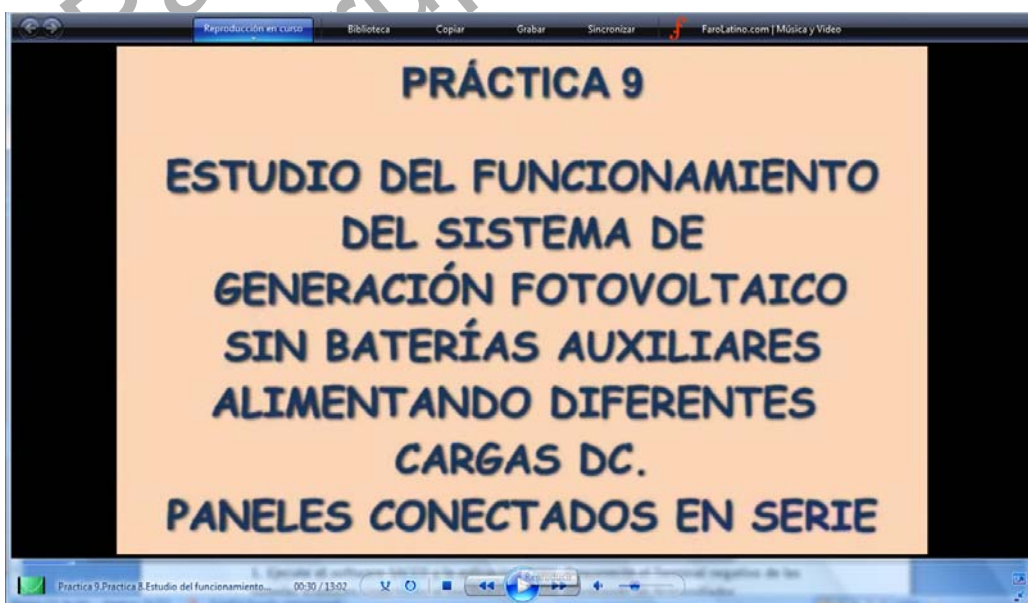 Reproducción en curso Biblioteca Copiar Grabar Sincronizar FaroLatino.com | Música y Video
PRÁCTICA 9
ESTUDIO DEL FUNCIONAMIENTO
DEL SISTEMA DE
GENERACIÓN FOTOVOLTAICO
SIN BATERÍAS AUXILIARES
ALIMENTANDO DIFERENTES
CARGAS DC.
PANELES CONECTADOS EN SERIE
Practica 9.Practica 8.Estudio del funcionamiento... 00:30 / 13:02 Reproducir